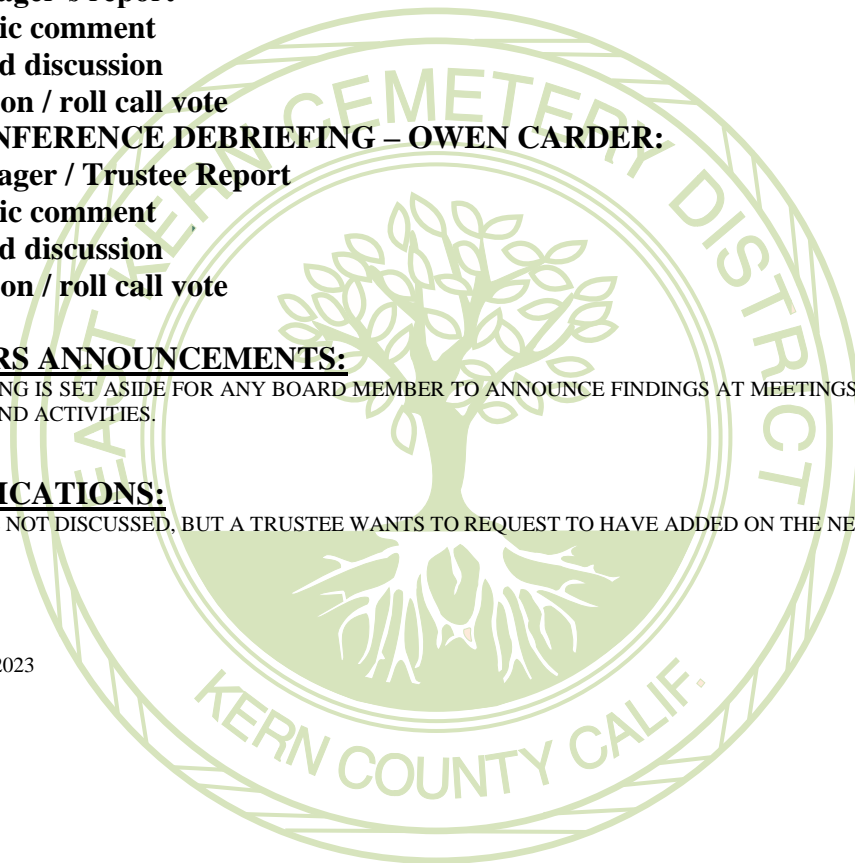 ager's report
ic comment
d discussion
on / roll call vote
NFERENCE DEBRIEFING – OWEN CARDER:
ager / Trustee Report
ic comment
d discussion
on / roll call vote
RS ANNOUNCEMENTS:
NG IS SET ASIDE FOR ANY BOARD MEMBER TO ANNOUNCE FINDINGS AT MEETINGS
ND ACTIVITIES.
ICATIONS:
NOT DISCUSSED, BUT A TRUSTEE WANTS TO REQUEST TO HAVE ADDED ON THE NE
2023
EAST KERN CEMETERY DISTRICT
KERN COUNTY CALIF.